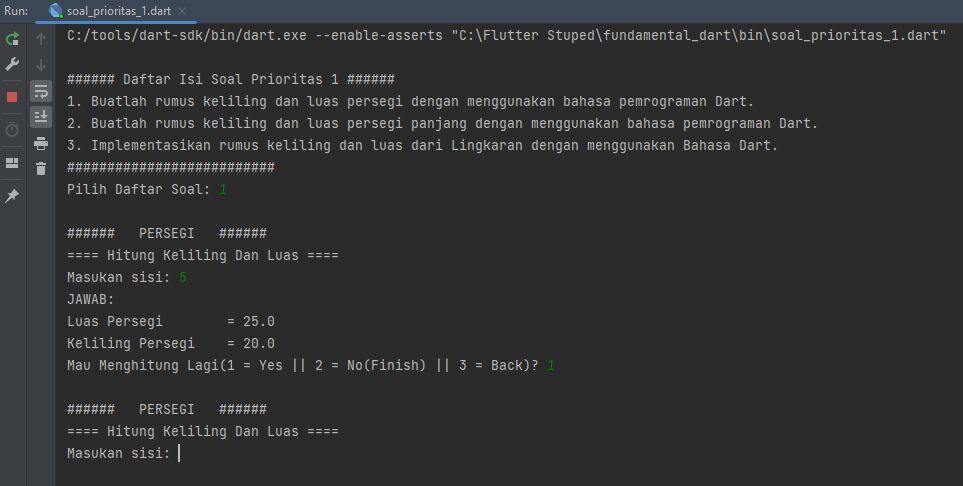 Run: soal_prioritas_1.dart
C:/tools/dart-sdk/bin/dart.exe --enable-asserts "C:\Flutter Stuped\fundamental_dart\bin\soal_prioritas_1.dart"
###### Daftar Isi Soal Prioritas 1 ######
1. Buatlah rumus keliling dan luas persegi dengan menggunakan bahasa pemrograman Dart.
2. Buatlah rumus keliling dan luas persegi panjang dengan menggunakan bahasa pemrograman Dart.
3. Implementasikan rumus keliling dan luas dari Lingkaran dengan menggunakan Bahasa Dart.
##########################
Pilih Daftar Soal: 1
###### PERSEGI ######
==== Hitung Keliling Dan Luas ====
Masukan sisi: 5
JAWAB:
Luas Persegi = 25.0
Keliling Persegi = 20.0
Mau Menghitung Lagi(1 = Yes || 2 = No(Finish) || 3 = Back)? 1
###### PERSEGI ######
==== Hitung Keliling Dan Luas ====
Masukan sisi: